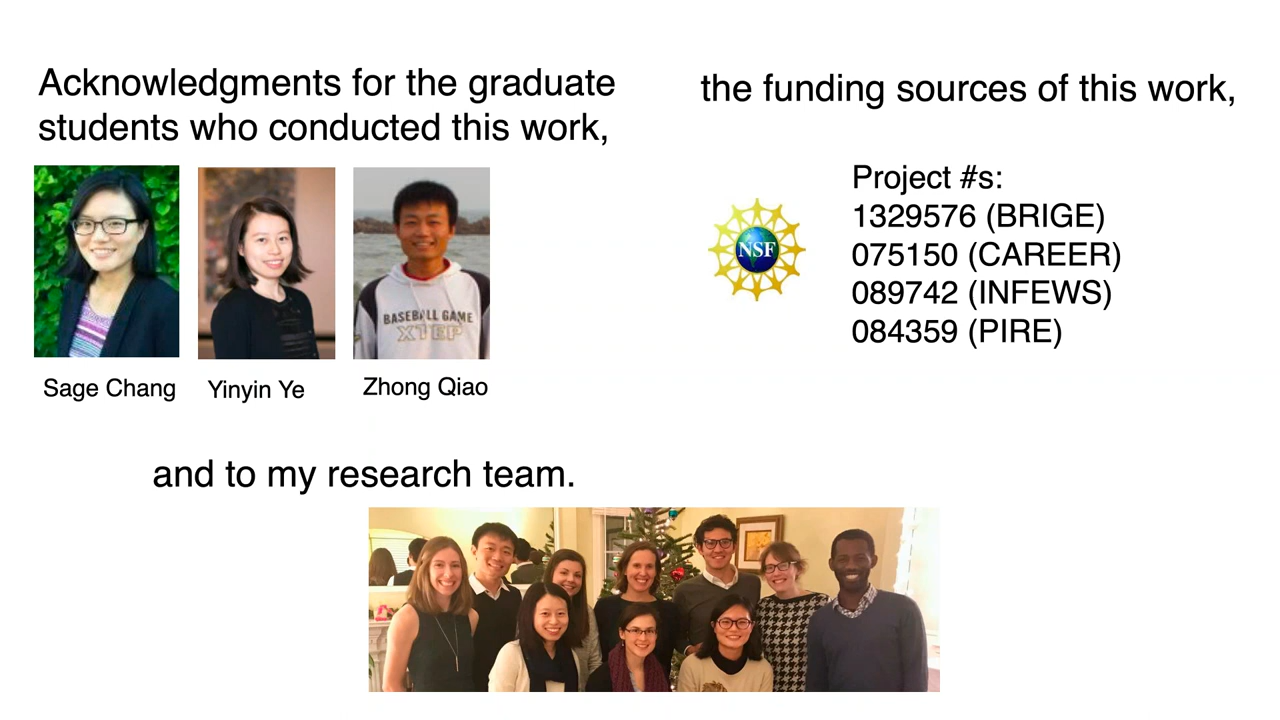 Acknowledgments for the graduate
students who conducted this work,
Sage Chang
Yinyin Ye
BASEBALL GAME
XTEP
Zhong Qiao
the funding sources of this work,
NSF
Project #s:
1329576 (BRIGE)
075150 (CAREER)
089742 (INFEWS)
084359 (PIRE)
and to my research team.